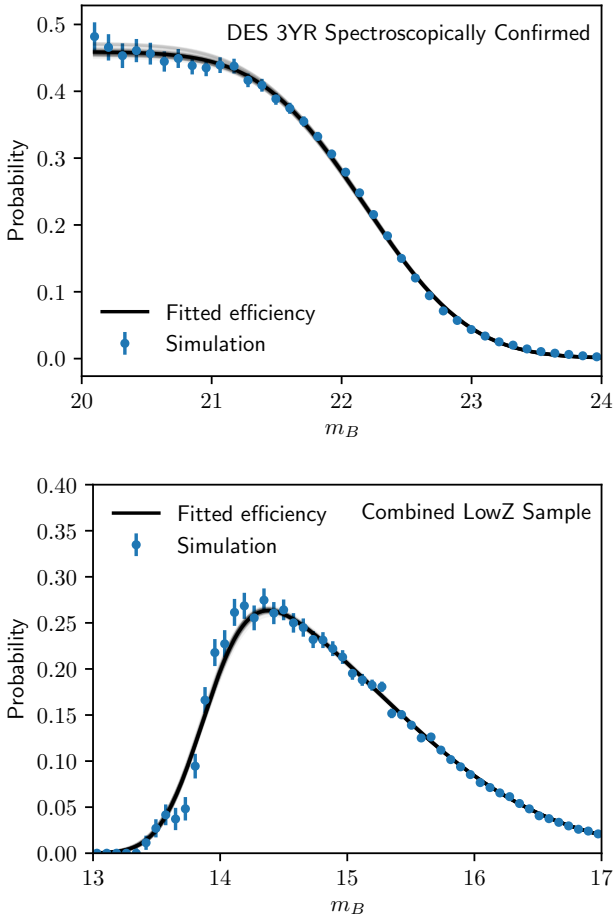 DES 3YR Spectroscopically Confirmed
0.5
0.4
0.3
0.2
0.1
0.0
Probability
Fitted efficiency
Simulation
20 21 22 23 24
m_B
0.40
0.35
0.30
0.25
0.20
0.15
0.10
0.05
0.00
Probability
Fitted efficiency
Simulation
Combined LowZ Sample
13 14 15 16 17
m_B